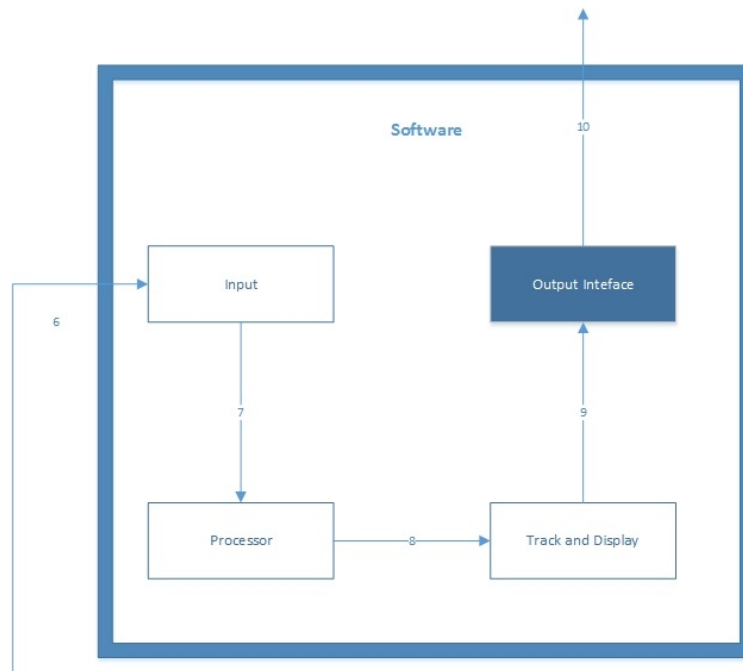 10
Software
Input
Output Inteface
6
7
9
Processor
8
Track and Display